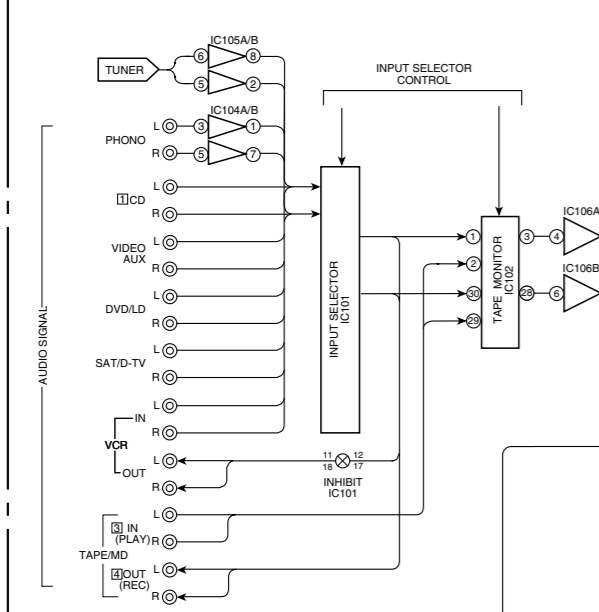 IC105A/B
TUNER
6
8
5
2
INPUT SELECTOR
CONTROL
IC104A/B
PHONO
L
3
1
R
5
7
1 CD
L
R
VIDEO
AUX
L
R
DVD/LD
L
R
SAT/D-TV
L
R
VCR
IN
L
R
OUT
L
R
11
18
12
17
INHIBIT
IC101
TAPE/MD
3 IN
(PLAY)
L
R
4 OUT
(REC)
L
R
AUDIO SIGNAL
INPUT SELECTOR
IC101
1
2
30
29
TAPE MONITOR
IC102
3
28
4
6
IC106A
IC106B